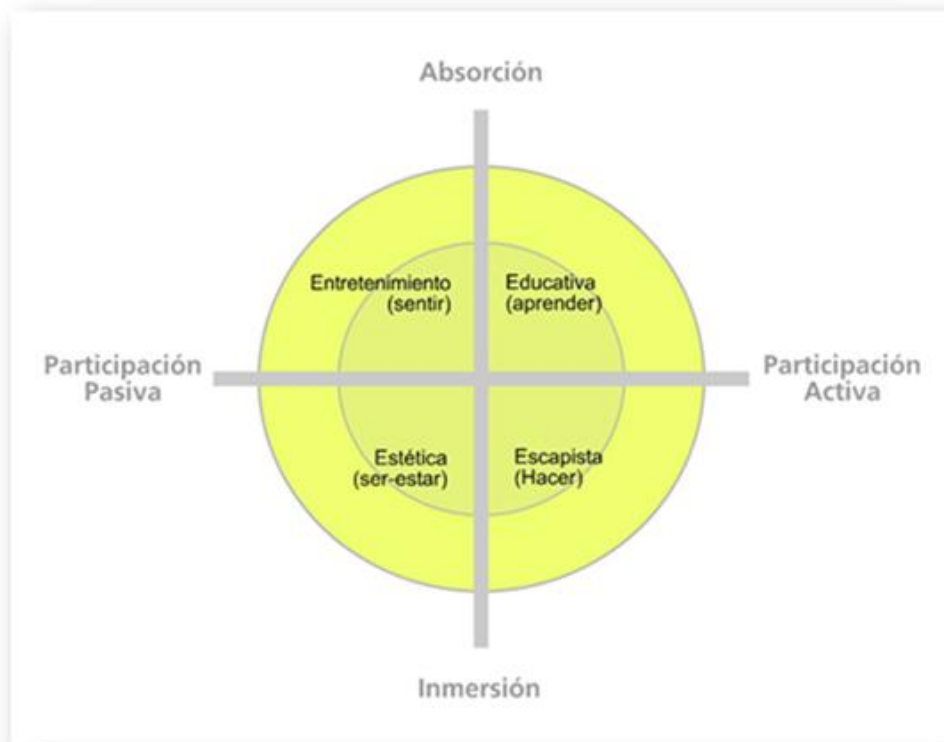 Absorción
Entretenimiento
(sentir)
Educativa
(aprender)
Participación
Pasiva
Participación
Activa
Estética
(ser-estar)
Escapista
(Hacer)
Inmersión